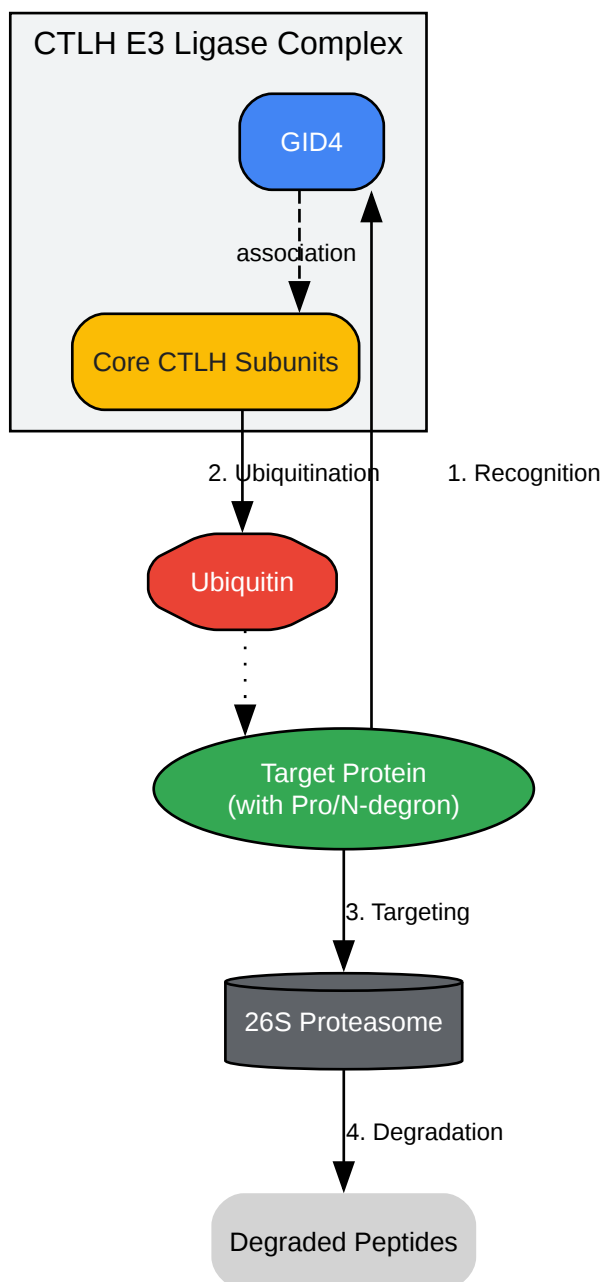 CTLH E3 Ligase Complex
GID4
association
Core CTLH Subunits
2. Ubiquitination
1. Recognition
Ubiquitin
Target Protein
(with Pro/N-degron)
3. Targeting
26S Proteasome
4. Degradation
Degraded Peptides